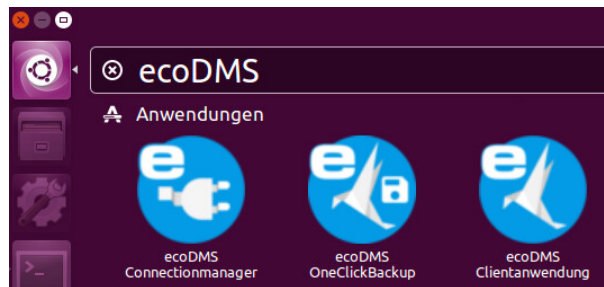 ecoDMS
Anwendungen
ecoDMS
Connectionmanager
ecoDMS
OneClickBackup
ecoDMS
Clientanwendung